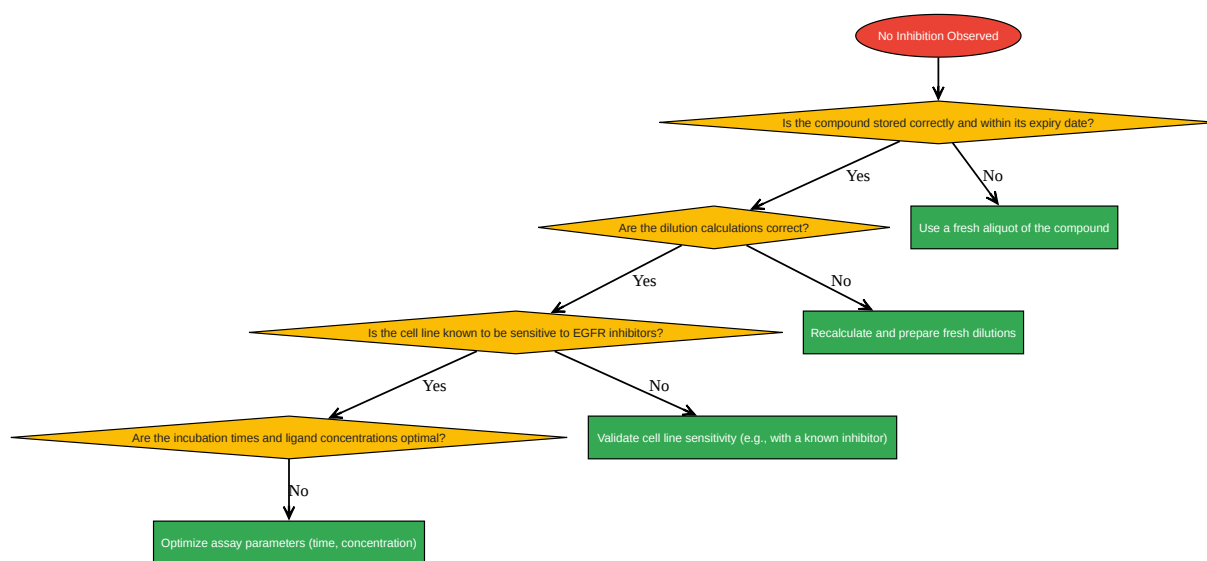 No Inhibition Observed
Is the compound stored correctly and within its expiry date?
Yes
No
Are the dilution calculations correct?
Use a fresh aliquot of the compound
Yes
No
Is the cell line known to be sensitive to EGFR inhibitors?
Recalculate and prepare fresh dilutions
Yes
No
Are the incubation times and ligand concentrations optimal?
Validate cell line sensitivity (e.g., with a known inhibitor)
No
Optimize assay parameters (time, concentration)